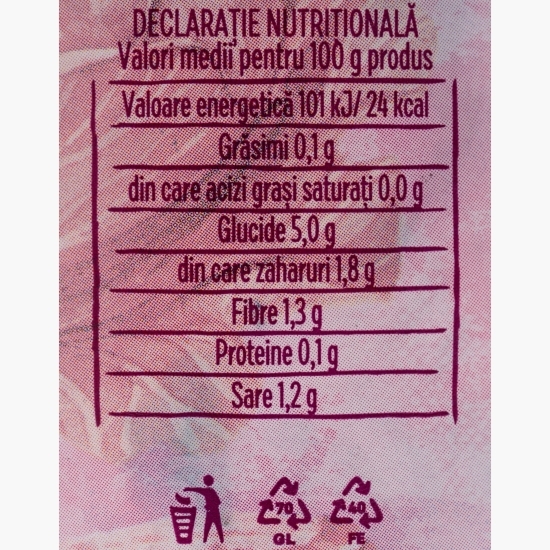 DECLARAȚIE NUTRIȚIONALĂ
Valori medii pentru 100 g produs
Valoare energetică 101 kJ/ 24 kcal
Grăsimi 0,1 g
din care acizi grași saturați 0,0 g
Glucide 5,0 g
din care zaharuri 1,8 g
Fibre 1,3 g
Proteine 0,1 g
Sare 1,2 g
70 40
GL FE